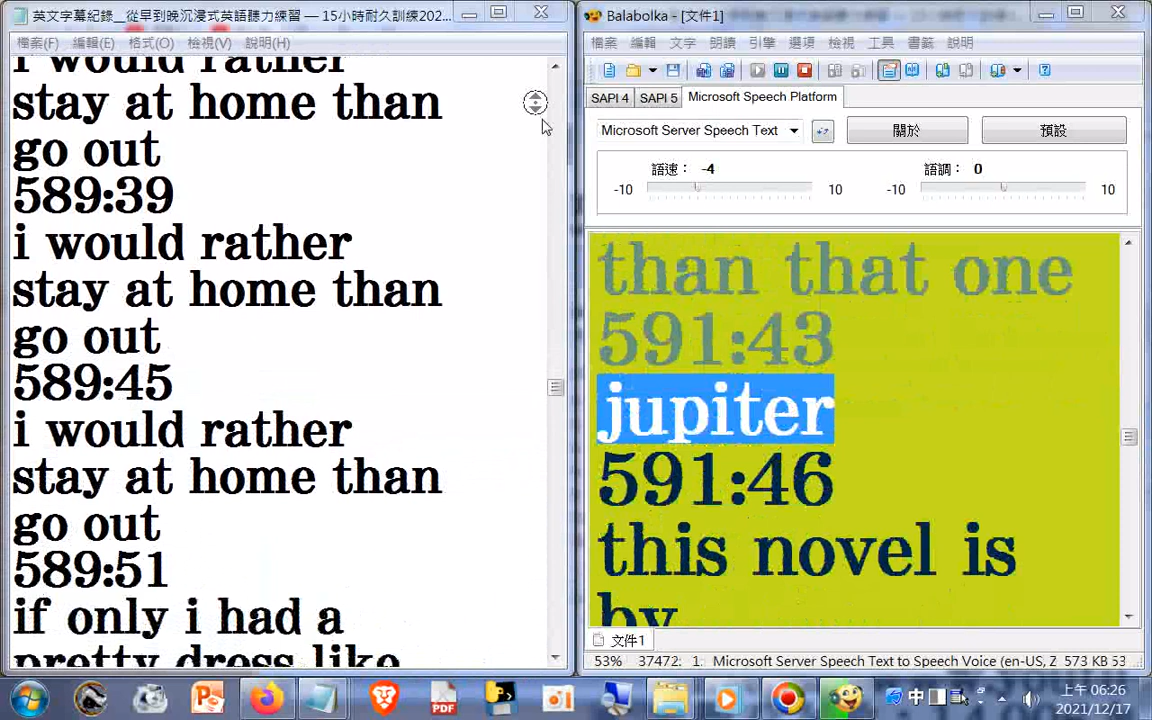 英文字幕紀錄__從早到晚沉浸式英語聽力練習 — 15小時耐久訓練202...
檔案(F) 編輯(E) 格式(O) 檢視(V) 說明(H)
i would rather
stay at home than
go out
589:39
i would rather
stay at home than
go out
589:45
i would rather
stay at home than
go out
589:51
if only i had a
pretty dress like
Balabolka - [文件1]
檔案 編輯 文字 朗讀 引擎 選項 檢視 工具 書籤 說明
SAPI 4 SAPI 5 Microsoft Speech Platform
Microsoft Server Speech Text 關於 預設
語速： -4 語調： 0
-10 10 -10 10
than that one
591:43
jupiter
591:46
this novel is
by
文件1
53% 37472: 1: Microsoft Server Speech Text to Speech Voice (en-US, Z 573 KB 53
中
上午 06:26
2021/12/17